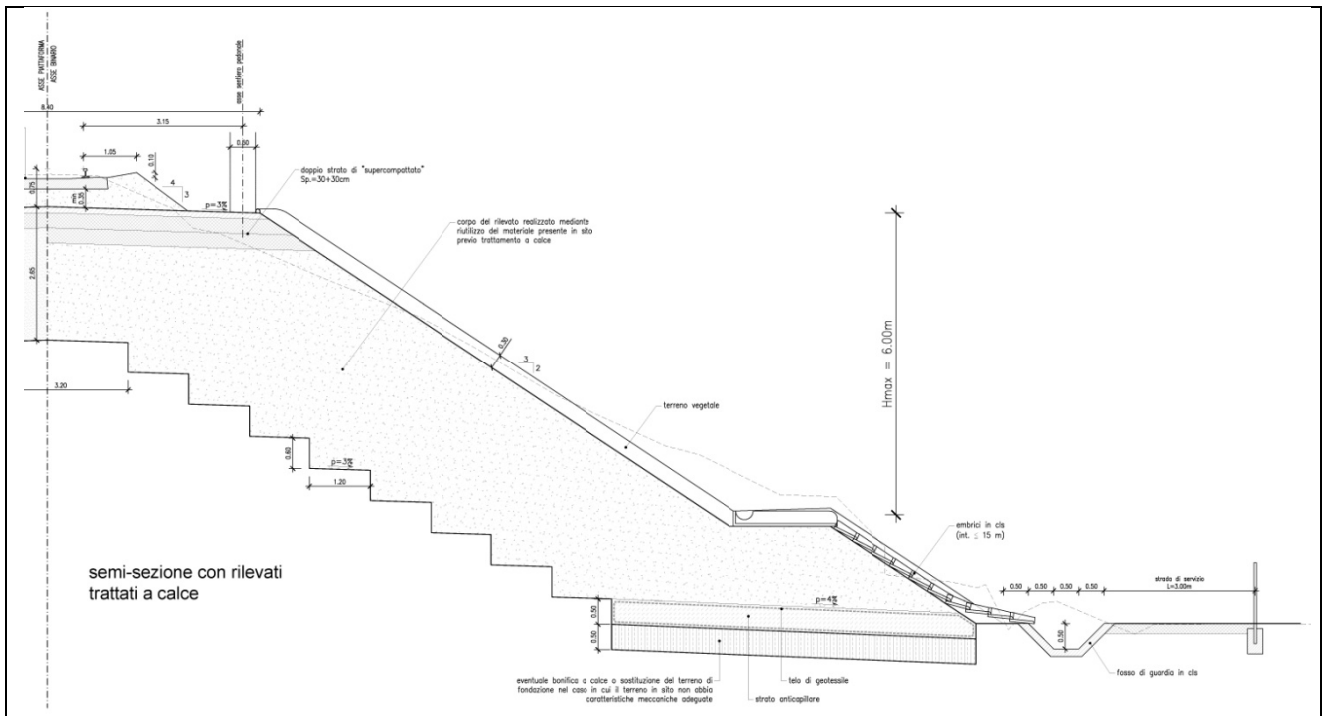 ASSE PIATTAFORMA
ASSE BINARIO
asse sentiero pedonale
8.40
3.15
0.60
1.05
0.10
4
3
0.75
min
0.35
p=3%
doppio strato di "supercompattato"
Sp.=30+30cm
corpo del rilevato realizzato mediante
riutilizzo del materiale presente in sito
previo trattamento a calce
2.65
3.20
0.30
3
2
Hmax = 6.00m
terreno vegetale
0.60
p=3%
1.20
embrici in cls
(int. ≤ 15 m)
semi-sezione con rilevati
trattati a calce
0.50
0.50
0.50
0.50
strada di servizio
L=3.00m
p=4%
0.50
0.50
0.50
eventuale bonifica a calce o sostituzione del terreno di
fondazione nel caso in cui il terreno in sito non abbia
caratteristiche meccaniche adeguate
telo di geotessile
strato anticapillare
fosso di guardia in cls